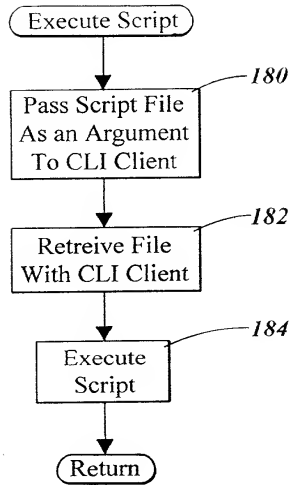 Execute Script
180
Pass Script File
As an Argument
To CLI Client
182
Retreive File
With CLI Client
184
Execute
Script
Return